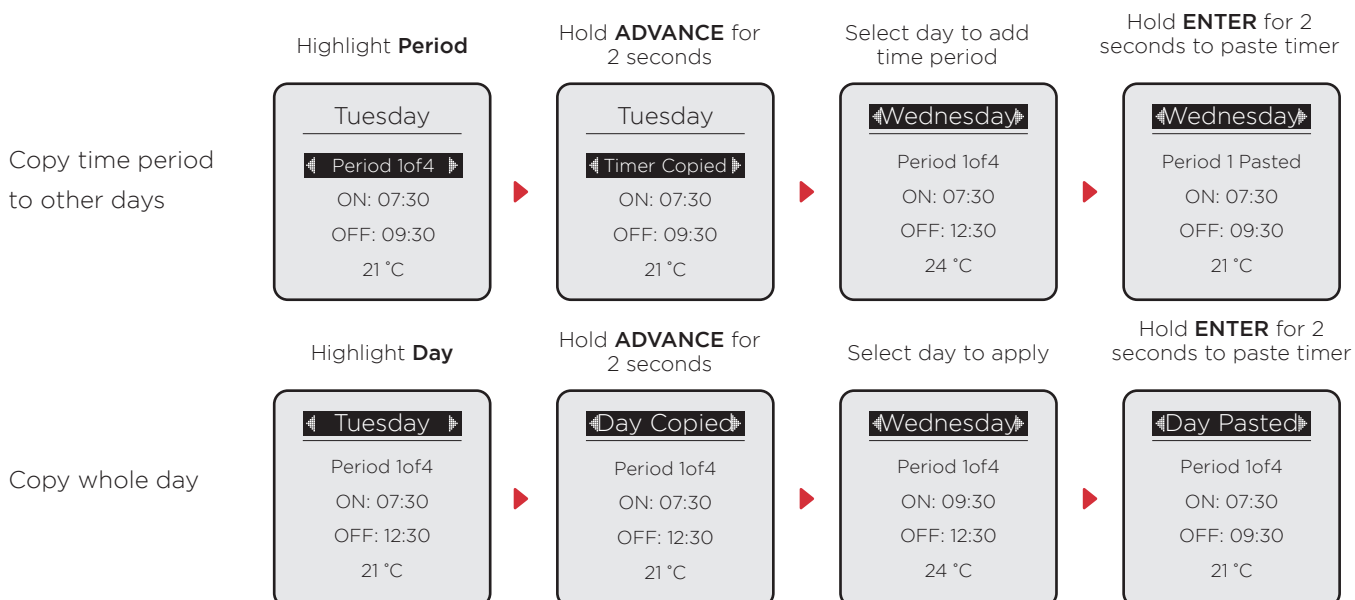 Copy time period
to other days
Highlight Period
Tuesday
Period 1of4
ON: 07:30
OFF: 09:30
21 ˚C
Hold ADVANCE for
2 seconds
Tuesday
Timer Copied
ON: 07:30
OFF: 09:30
21 ˚C
Select day to add
time period
Wednesday
Period 1of4
ON: 07:30
OFF: 12:30
24 ˚C
Hold ENTER for 2
seconds to paste timer
Wednesday
Period 1 Pasted
ON: 07:30
OFF: 09:30
21 ˚C
Copy whole day
Highlight Day
Tuesday
Period 1of4
ON: 07:30
OFF: 12:30
21 ˚C
Hold ADVANCE for
2 seconds
Day Copied
Period 1of4
ON: 07:30
OFF: 12:30
21 ˚C
Select day to apply
Wednesday
Period 1of4
ON: 09:30
OFF: 12:30
24 ˚C
Hold ENTER for 2
seconds to paste timer
Day Pasted
Period 1of4
ON: 07:30
OFF: 09:30
21 ˚C